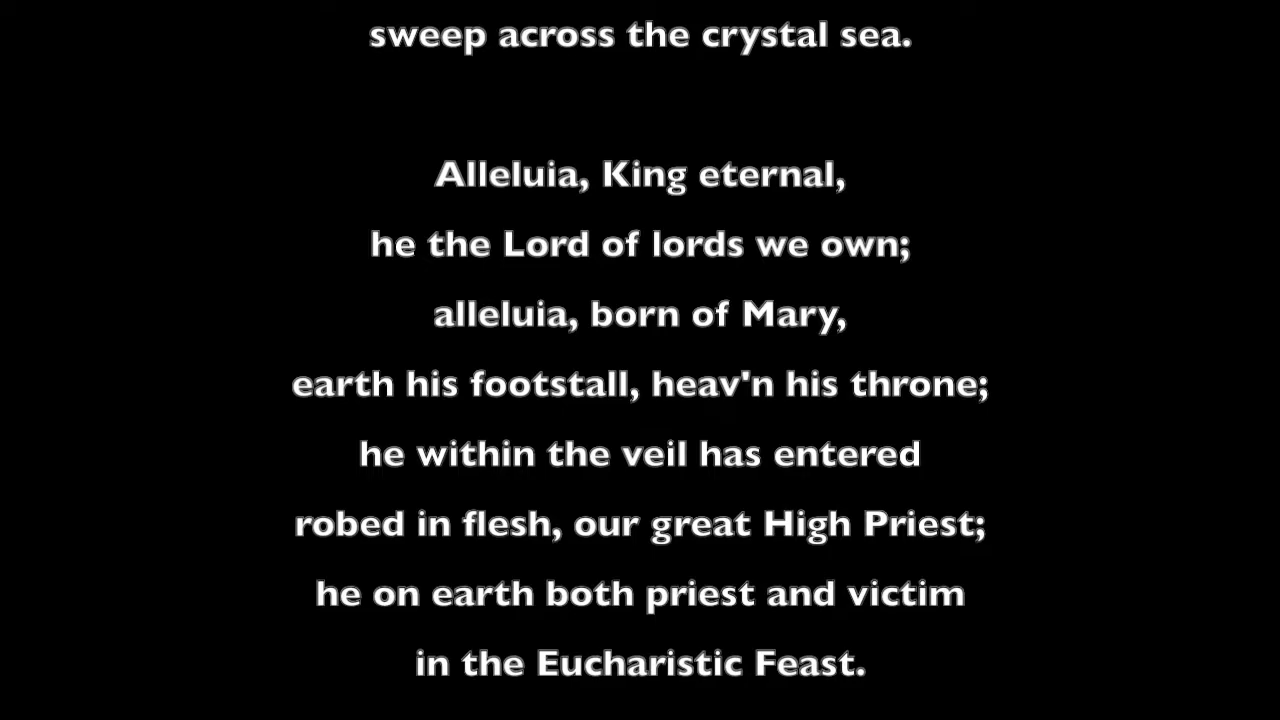 sweep across the crystal sea.
Alleluia, King eternal,
he the Lord of lords we own;
alleluia, born of Mary,
earth his footstall, heav'n his throne;
he within the veil has entered
robed in flesh, our great High Priest;
he on earth both priest and victim
in the Eucharistic Feast.